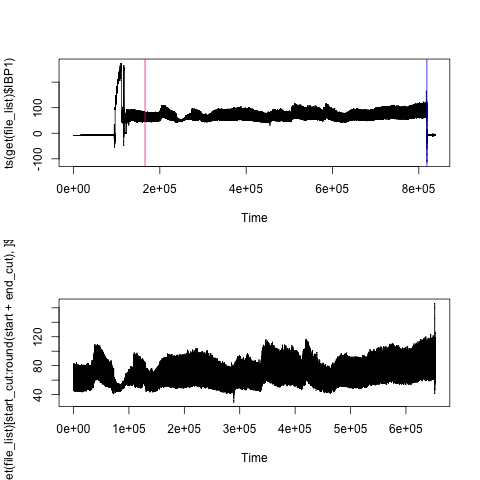 ts(get(file_list)$IBP1)
100
0
-100
0e+00 2e+05 4e+05 6e+05 8e+05
Time
et(file_list)[start_cut:round(start + end_cut), ]$
120
80
40
0e+00 1e+05 2e+05 3e+05 4e+05 5e+05 6e+05
Time